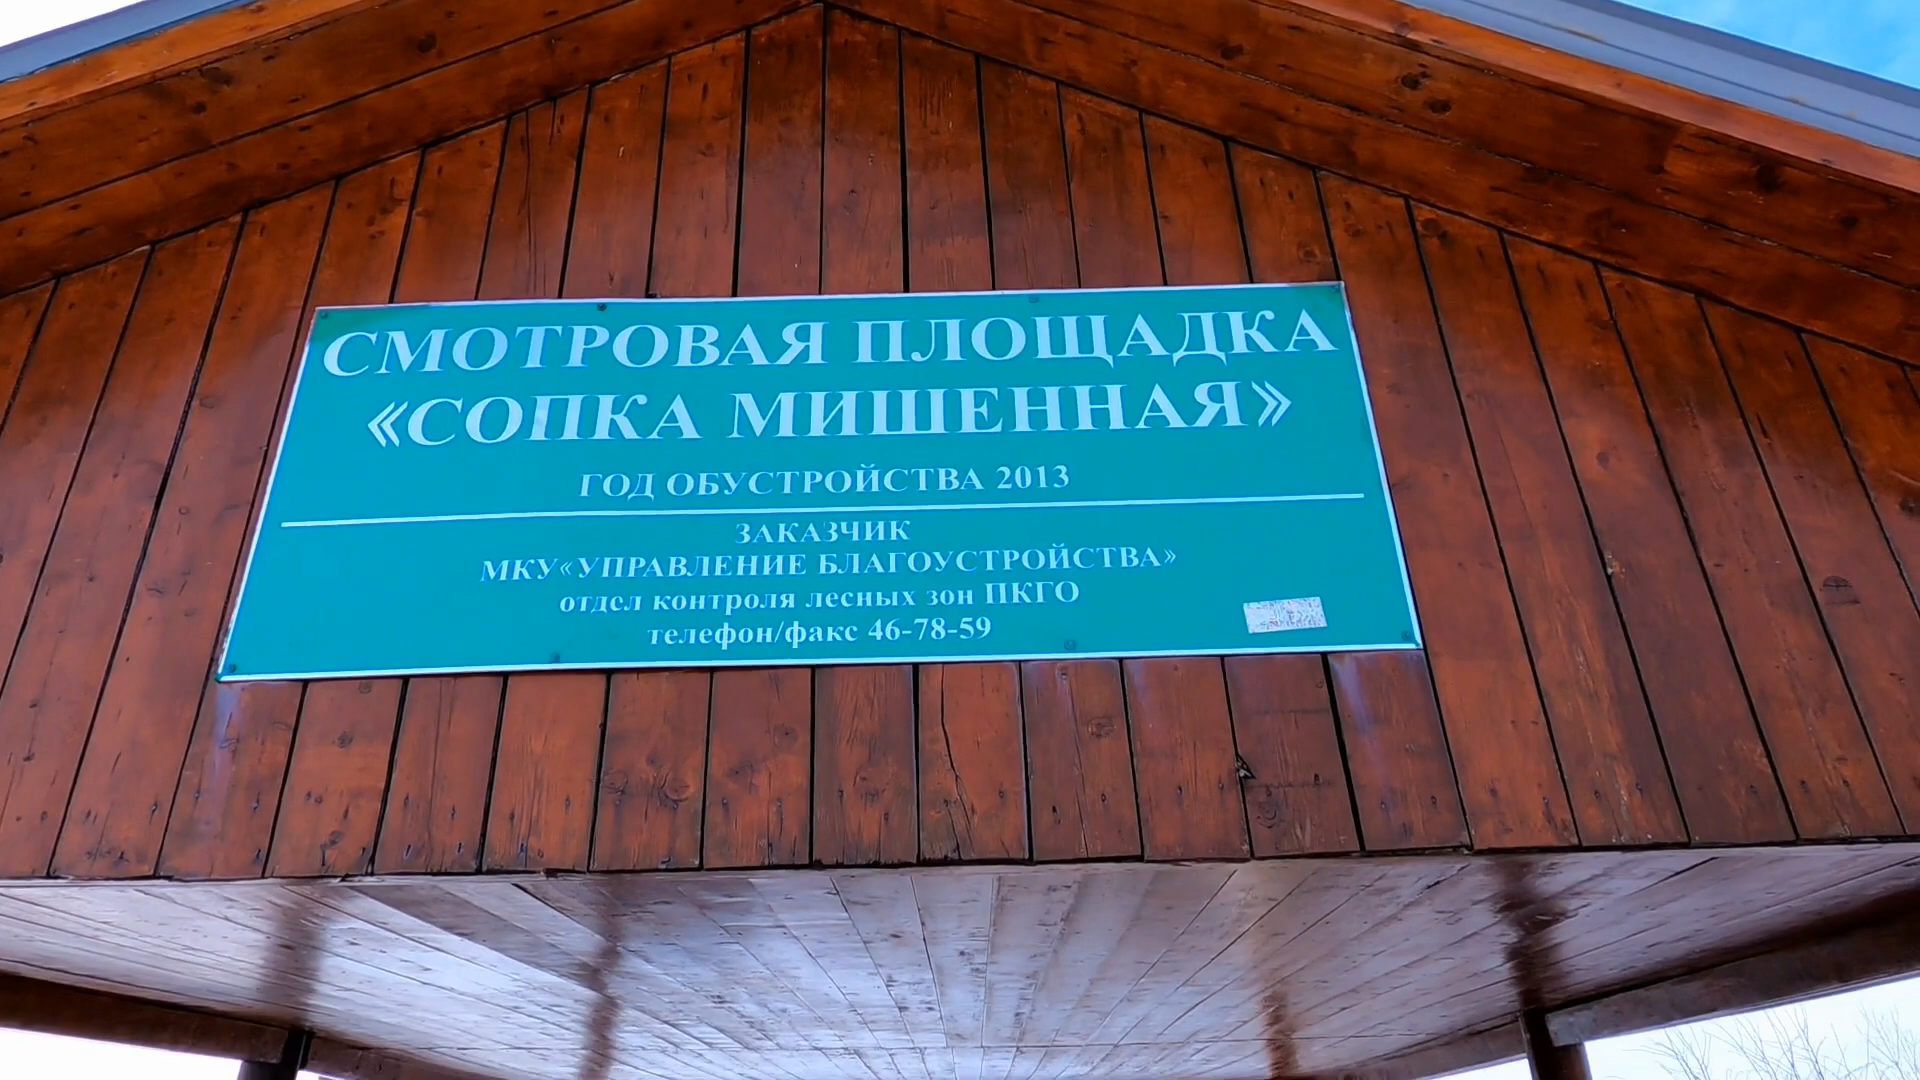 СМОТРОВАЯ ПЛОЩАДКА
«СОПКА МИШЕННАЯ»
ГОД ОБУСТРОЙСТВА 2013
ЗАКАЗЧИК
МКУ«УПРАВЛЕНИЕ БЛАГОУСТРОЙСТВА»
отдел контроля лесных зон ПКГО
телефон/факс 46-78-59